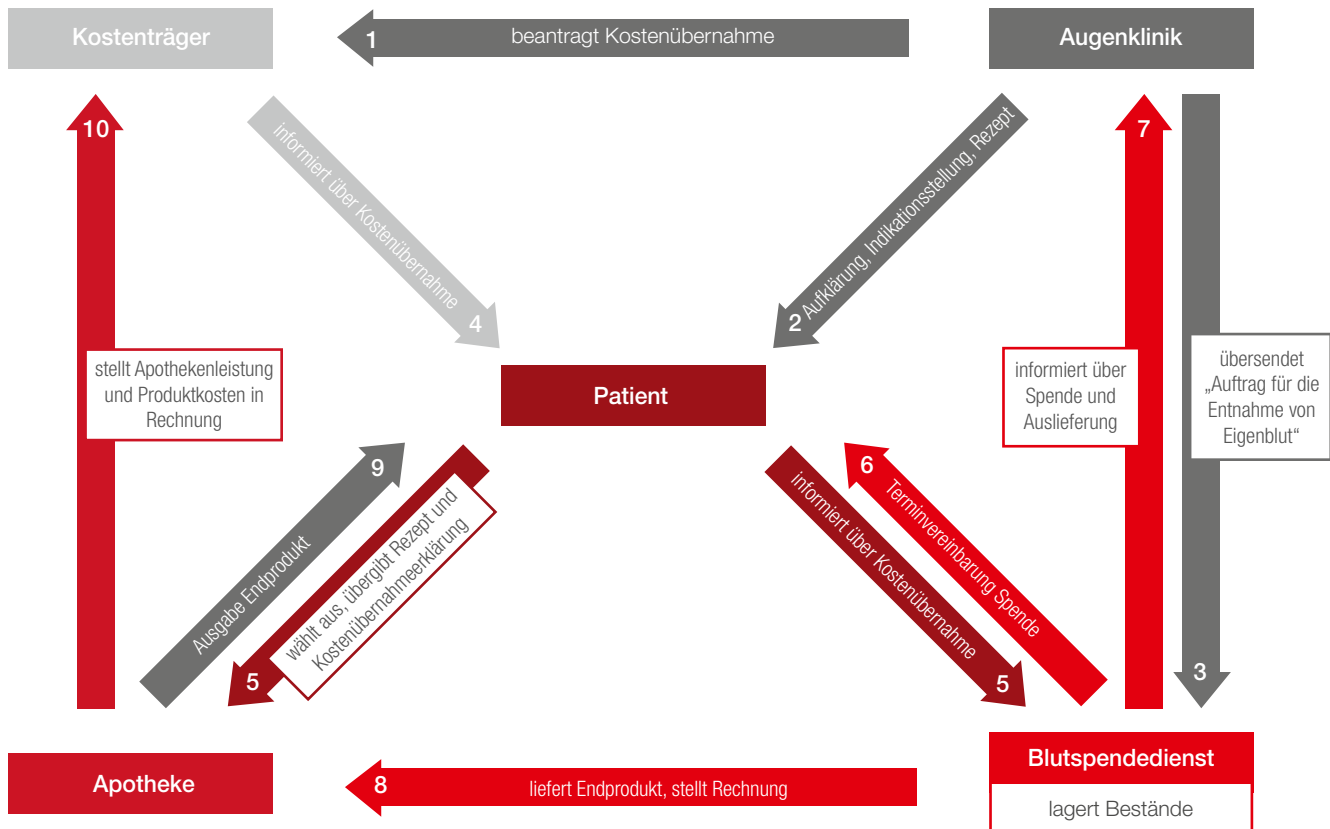 Kostenträger
1
beantragt Kostenübernahme
Augenklinik
10
informiert über Kostenübernahme
4
Aufklärung, Indikationsstellung, Rezept
2
7
stellt Apothekenleistung
und Produktkosten in
Rechnung
Patient
informiert über
Spende und
Auslieferung
übersendet
„Auftrag für die
Entnahme von
Eigenblut“
9
Ausgabe Endprodukt
wählt aus, übergibt Rezept und
Kostenübernahmeerklärung
5
6
Terminvereinbarung Spende
informiert über Kostenübernahme
5
3
Apotheke
8
liefert Endprodukt, stellt Rechnung
Blutspendedienst
lagert Bestände